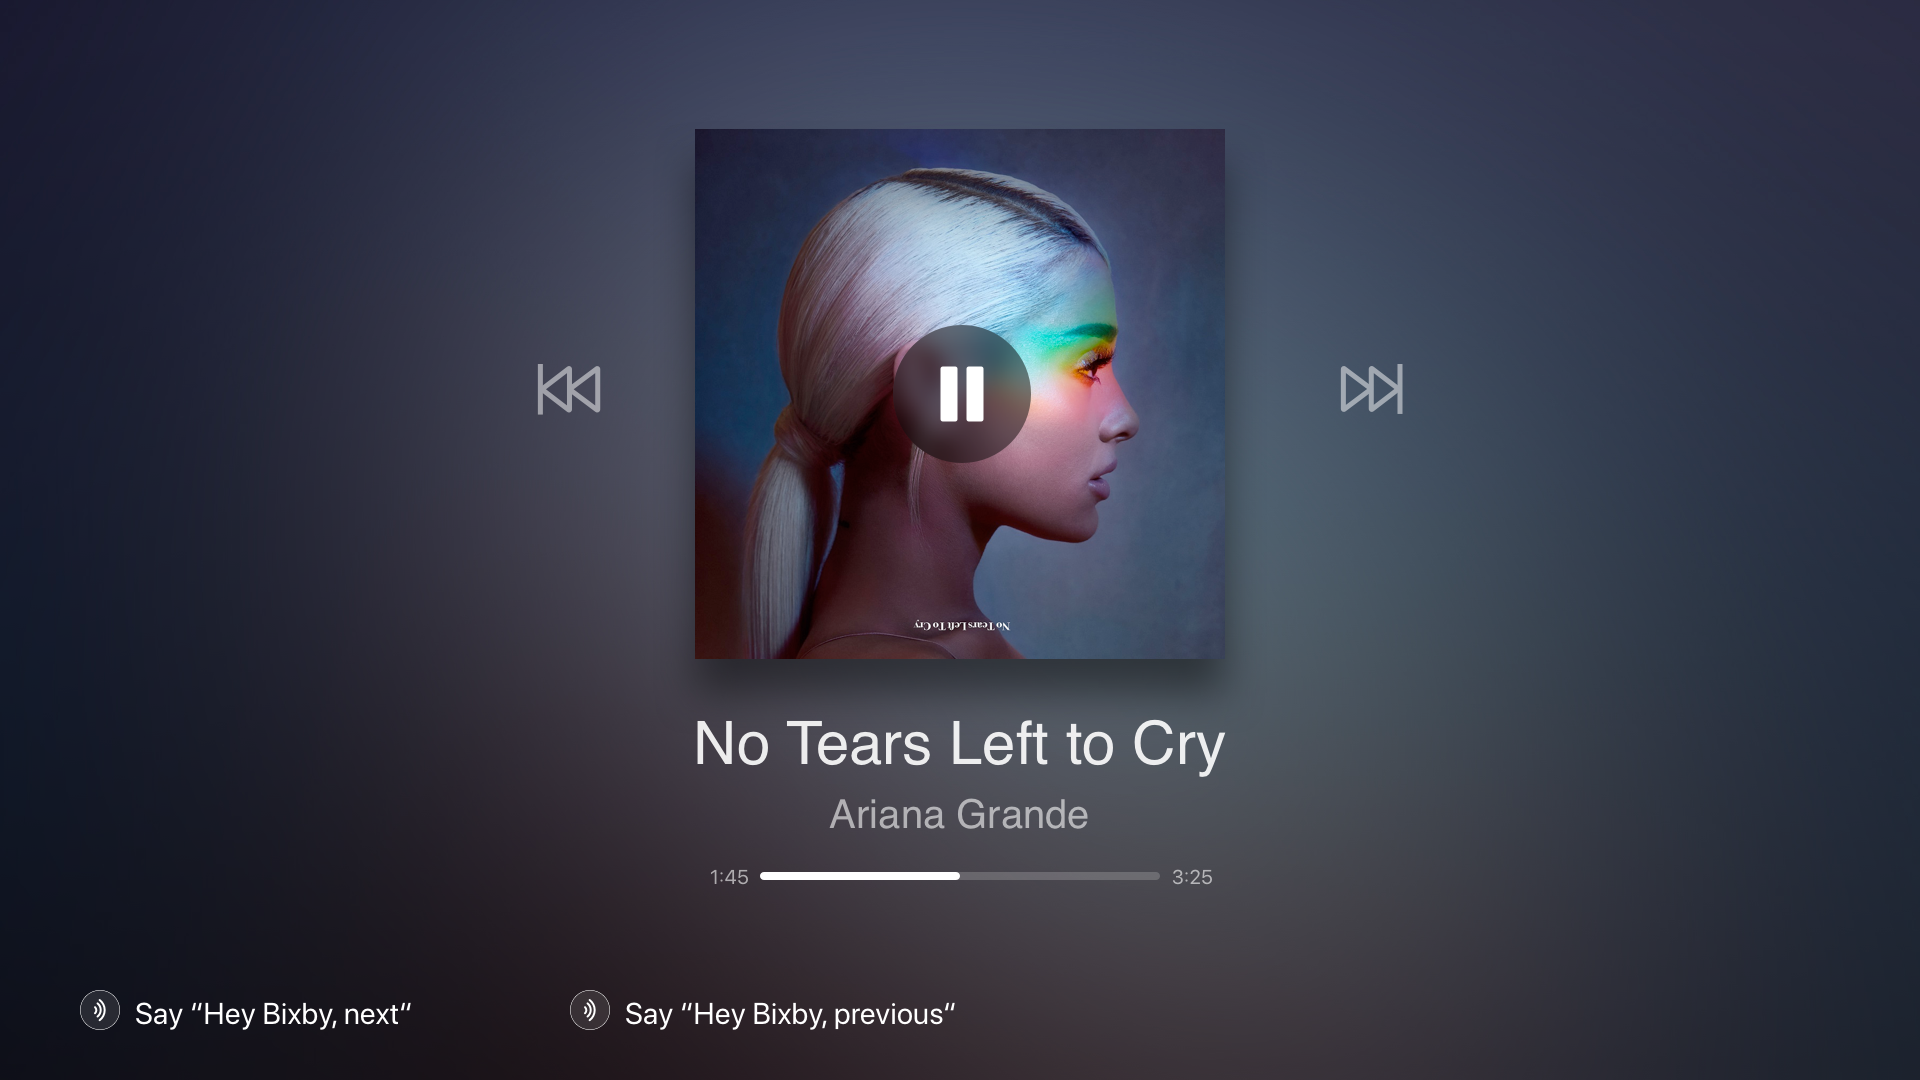 No Tears Left To Cry
No Tears Left to Cry
Ariana Grande
1:45 3:25
Say “Hey Bixby, next“ Say “Hey Bixby, previous“